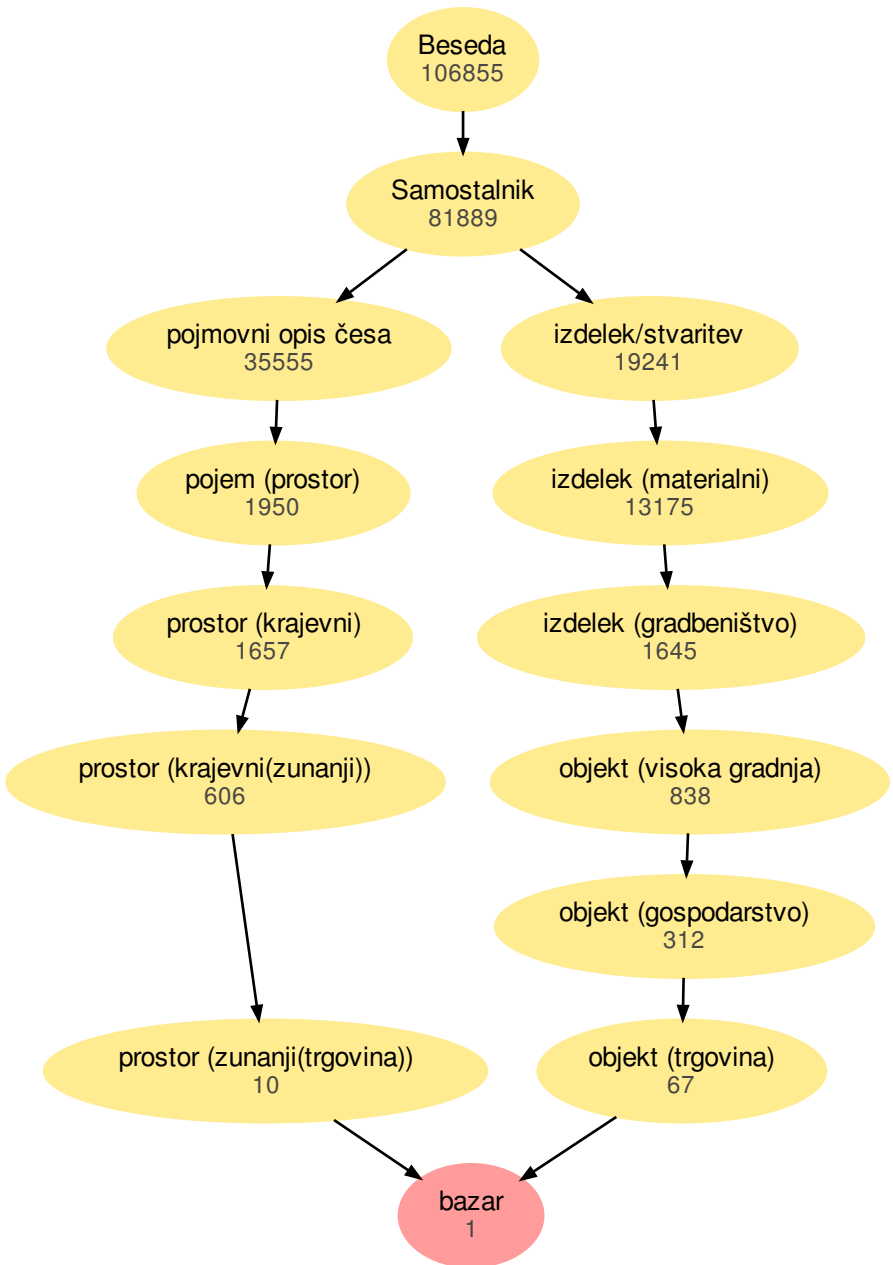 Beseda
106855
Samostalnik
81889
pojmovni opis česa
35555
izdelek/stvaritev
19241
pojem (prostor)
1950
izdelek (materialni)
13175
prostor (krajevni)
1657
izdelek (gradbeništvo)
1645
prostor (krajevni(zunanji))
606
objekt (visoka gradnja)
838
objekt (gospodarstvo)
312
prostor (zunanji(trgovina))
10
objekt (trgovina)
67
bazar
1